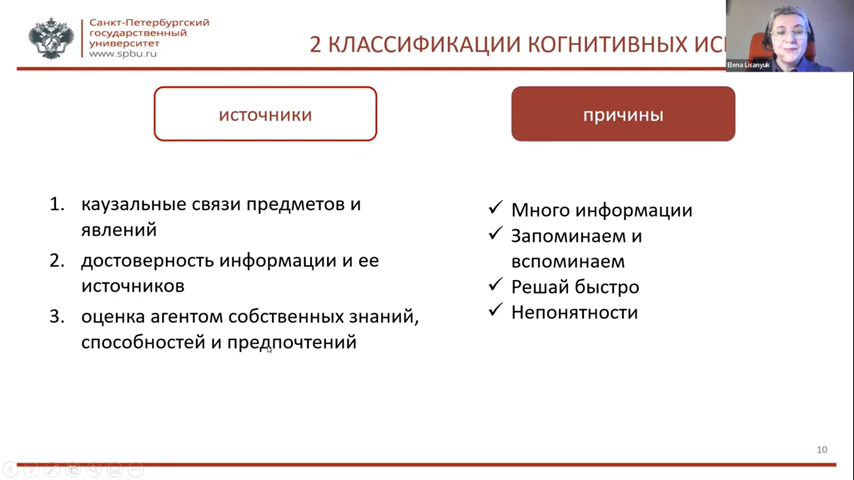 Санкт-Петербургский
государственный
университет
www.spbu.ru
2 КЛАССИФИКАЦИИ КОГНИТИВНЫХ ИС
Elena Lisanyuk
источники
причины
1. каузальные связи предметов и
явлений
2. достоверность информации и ее
источников
3. оценка агентом собственных знаний,
способностей и предпочтений
✓ Много информации
✓ Запоминаем и
вспоминаем
✓ Решай быстро
✓ Непонятности
10